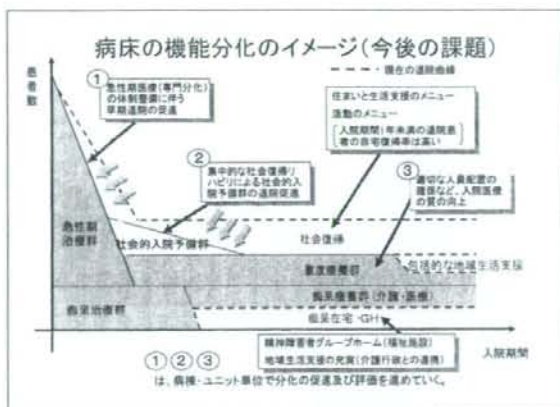 病床の機能分化のイメージ(今後の課題)
現在の退院曲線
患者数
①
急性期医療(専門分化)
の体制整備に伴う
早期退院の促進
住まいと生活支援のメニュー
活動のメニュー
入院期間1年未満の退院患
者の自宅復帰率は高い
②
集中的な社会復帰リ
ハビリによる社会的入
院予備群の退院促進
③
適切な人員配置の
確保など、入院医療
の質の向上
急性期
治療群
社会的入院予備群
社会復帰
重度療養群
包括的な地域生活支援
痴呆療養群(介護・医療)
痴呆治療群
痴呆在宅・GH
精神障害者グループホーム(福祉施設)
地域生活支援の充実(介護行政との連携)
入院期間
①②③
は、病棟・ユニット単位で分化の促進及び評価を進めていく。